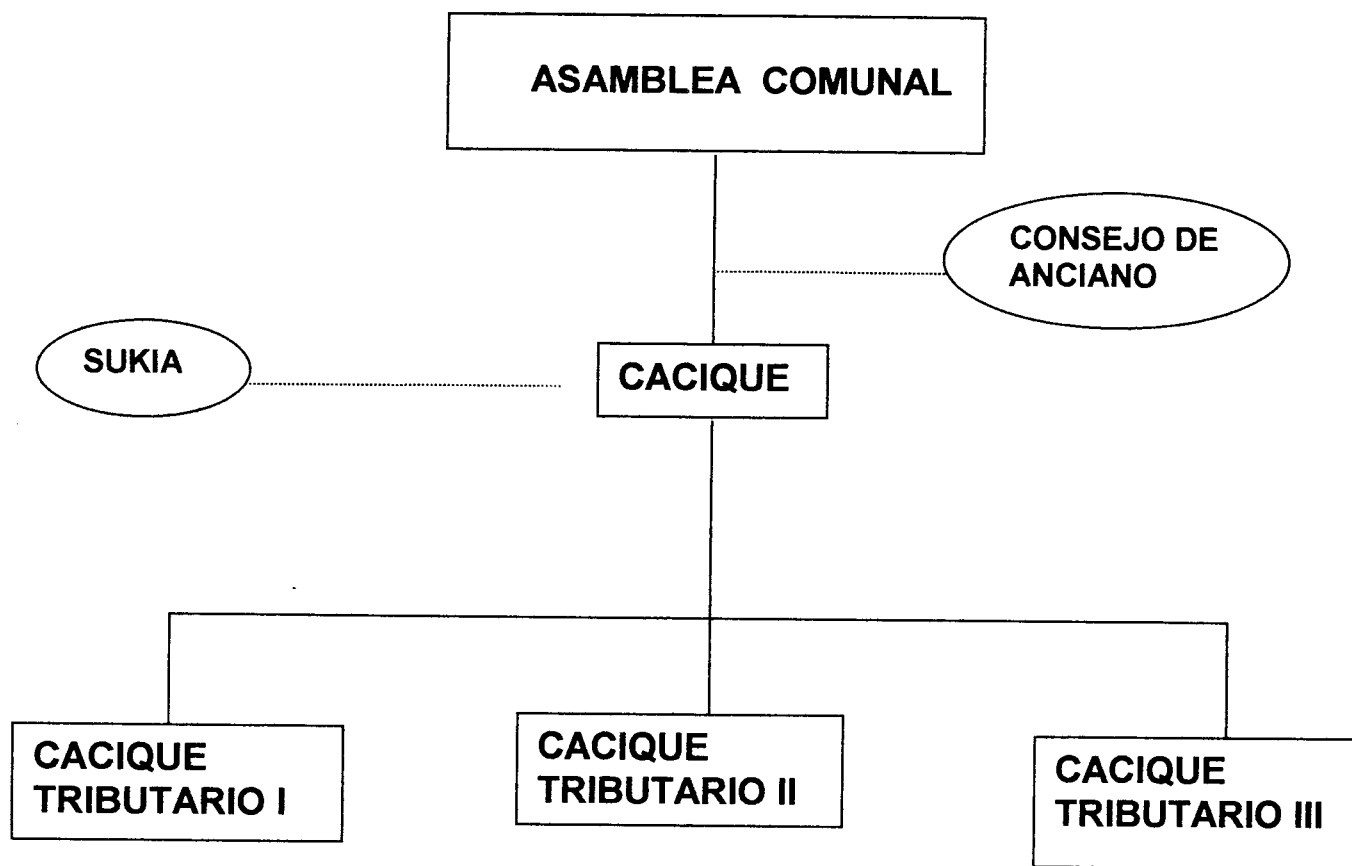 ASAMBLEA COMUNAL
CONSEJO DE
ANCIANO
SUKIA
CACIQUE
CACIQUE
TRIBUTARIO I
CACIQUE
TRIBUTARIO II
CACIQUE
TRIBUTARIO III